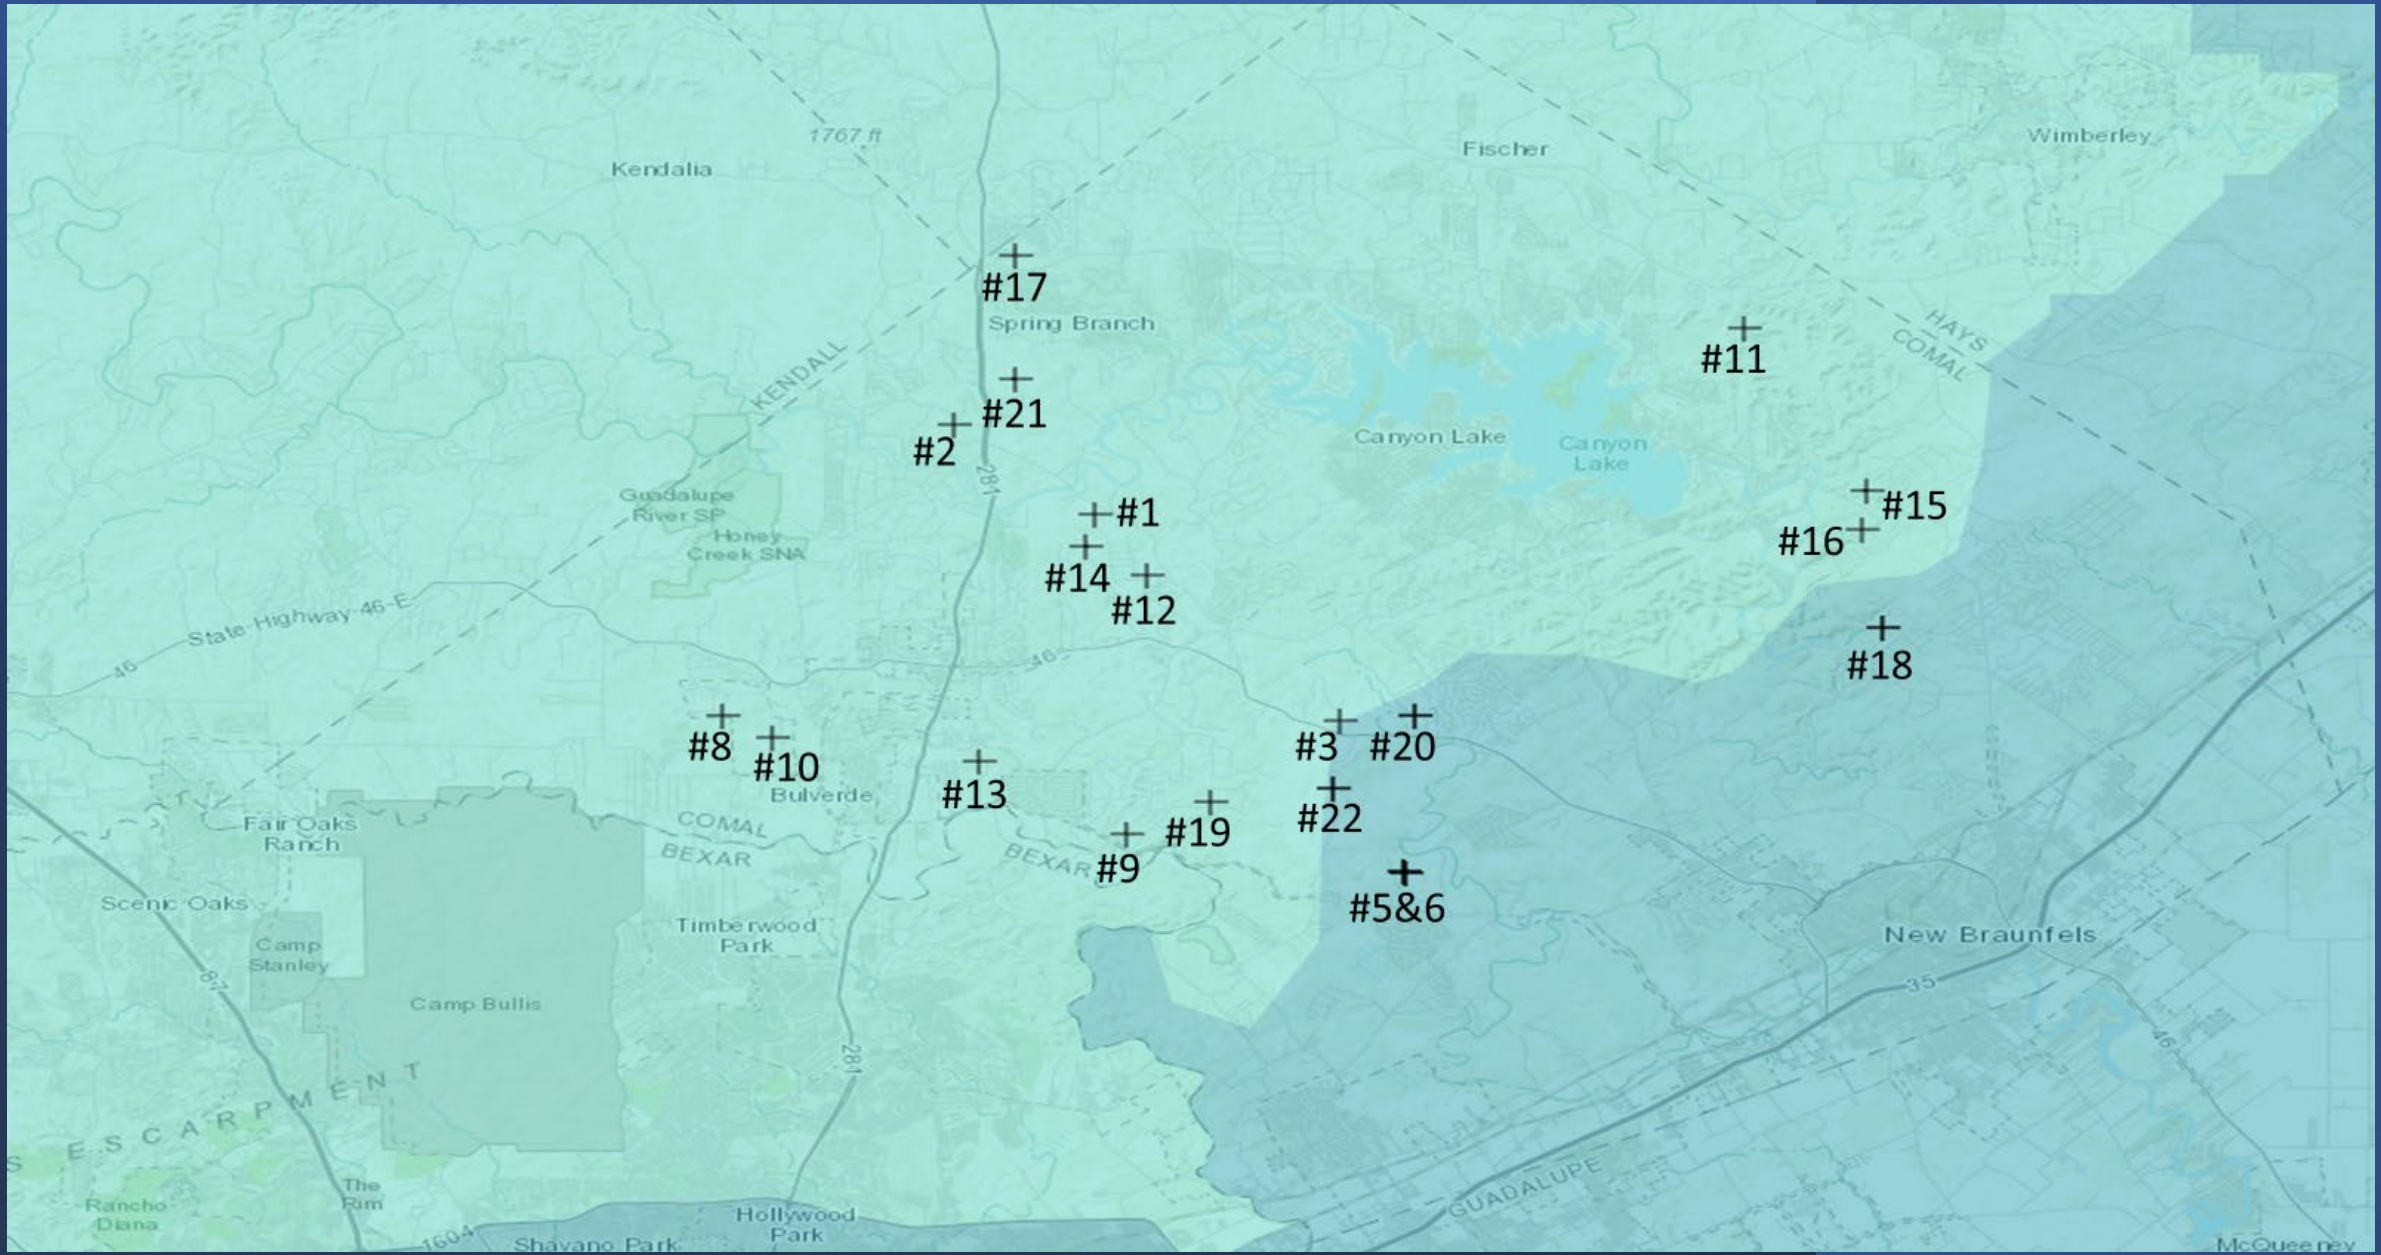 Wimberley
1767 ft
Fischer
Kendalia
#17
Spring Branch
HAYS
COMAL
#11
KENDALL
#21
#2
Canyon Lake
Canyon
Lake
281
Guadalupe
River SP
#1
#15
#16
Honey
Creek SNA
#14
#12
State Highway 46 E
46
46
#18
#8
#10
Bulverde
#13
#3
#20
#22
#19
#9
COMAL
BEXAR
BEXAR
Fair Oaks
Ranch
#5&6
Scenic Oaks
Timberwood
Park
New Braunfels
Camp
Stanley
87
35
Camp Bullis
281
46
S ESCARPMENT
GUADALUPE
The
Rim
Rancho
Diana
Hollywood
Park
1604
Shavano Park
McQueeney